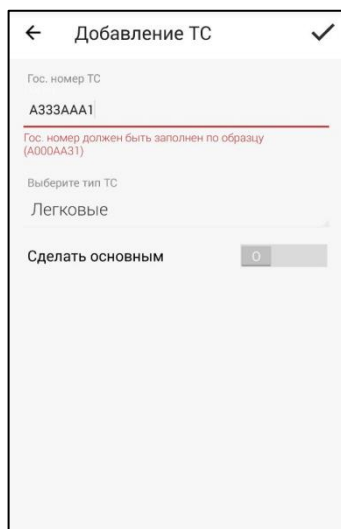 Добавление ТС
Гос. номер ТС
А333ААА1
Гос. номер должен быть заполнен по образцу
(А000АА31)
Выберите тип ТС
Легковые
Сделать основным
O